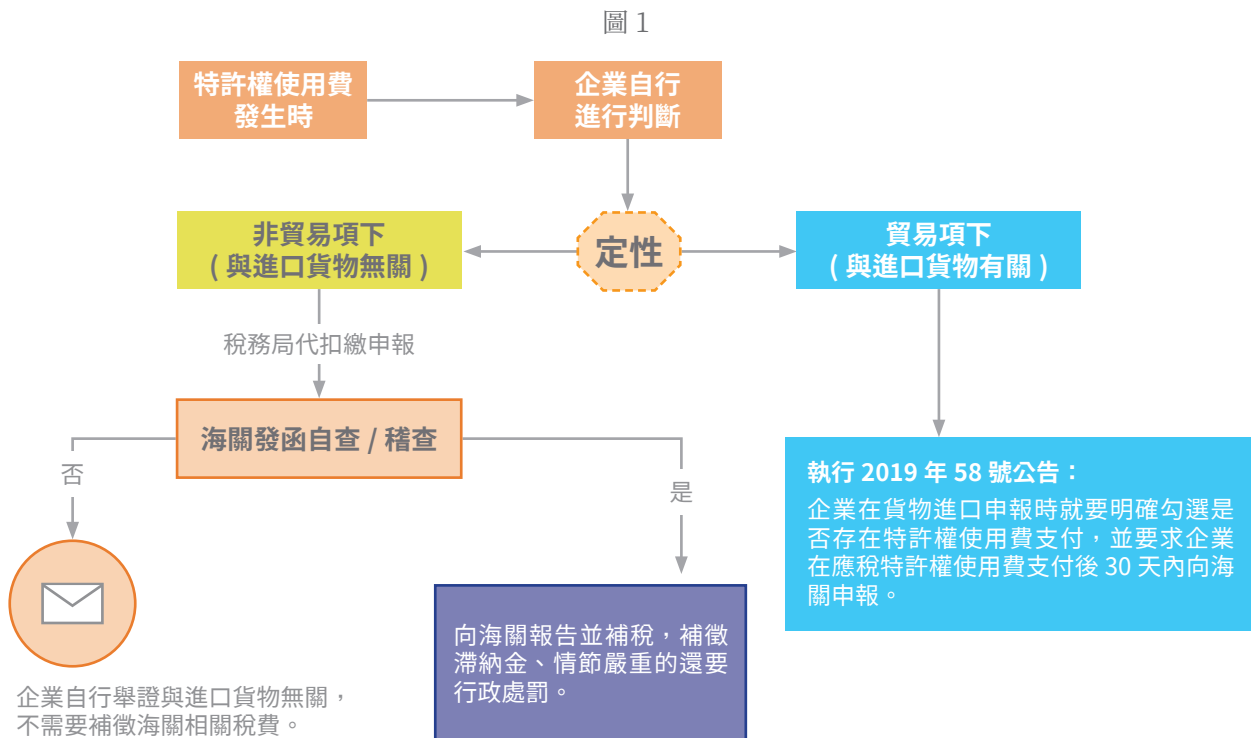 圖 1
特許權使用費
發生時
企業自行
進行判斷
非貿易項下
( 與進口貨物無關 )
定性
貿易項下
( 與進口貨物有關 )
稅務局代扣繳申報
海關發函自查 / 稽查
否
是
執行 2019 年 58 號公告：
企業在貨物進口申報時就要明確勾選是
否存在特許權使用費支付，並要求企業
在應稅特許權使用費支付後 30 天內向海
關申報。
向海關報告並補稅，補徵
滯納金、情節嚴重的還要
行政處罰。
企業自行舉證與進口貨物無關，
不需要補徵海關相關稅費。